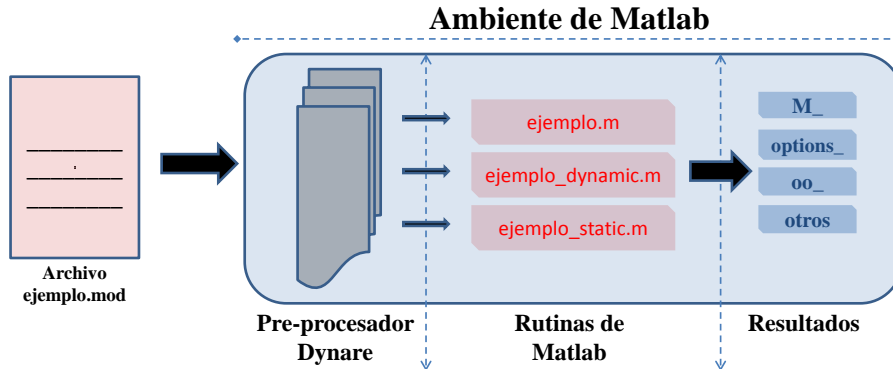 Ambiente de Matlab
ejemplo.m
ejemplo_dynamic.m
ejemplo_static.m
M_
options_
oo_
otros
Archivo
ejemplo.mod
Pre-procesador
Dynare
Rutinas de
Matlab
Resultados